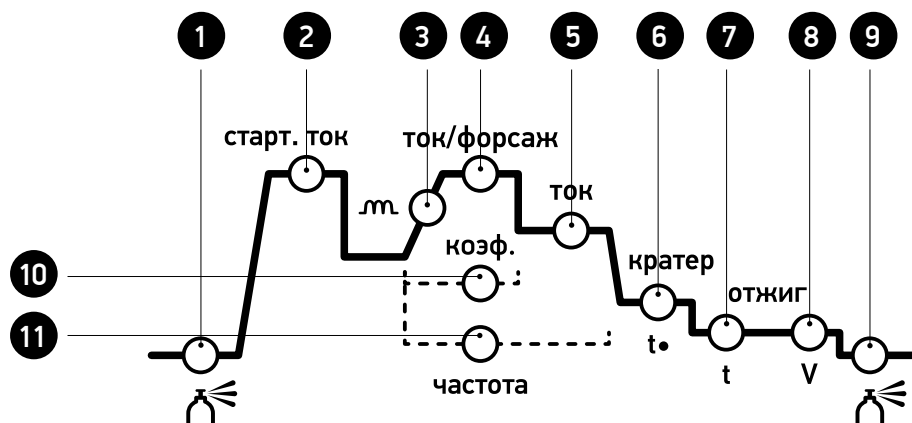 1 2 3 4 5 6 7 8 9
старт. ток ток/форсаж
ток
10 коэф.
кратер
отжиг
11
t•
t V
частота